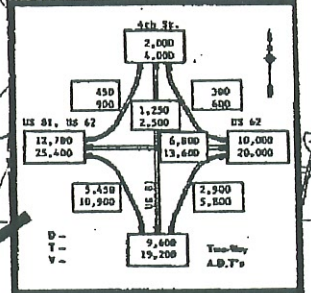 4th St.
2,000
4,000
450
900
300
600
1,250
2,500
US 81, US 62
US 62
25,400
6,800
13,600
10,000
20,000
5,450
10,900
US 81
2,900
5,800
D -
T -
V -
9,600
19,200
Two-Way
A.D.T's